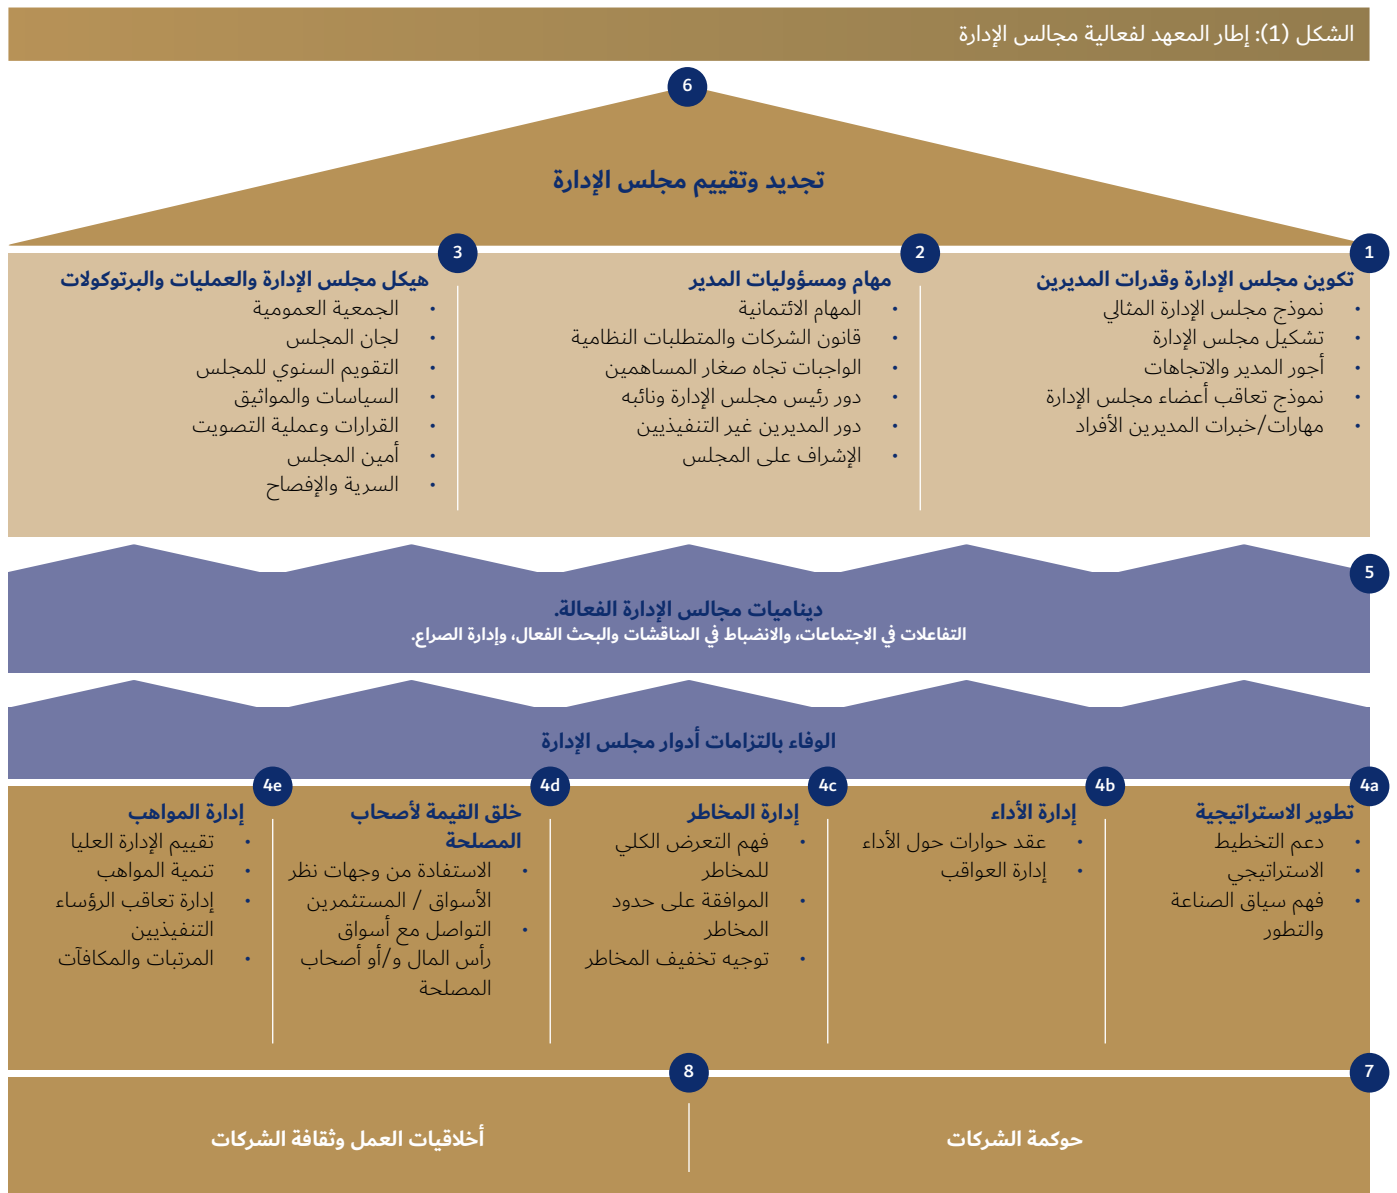 الشكل (1): إطار المعهد لفعالية مجالس الإدارة
6
تجديد وتقييم مجلس الإدارة
1
تكوين مجلس الإدارة وقدرات المديرين
• نموذج مجلس الإدارة المثالي
• تشكيل مجلس الإدارة
• أجور المدير والاتجاهات
• نموذج تعاقب أعضاء مجلس الإدارة
• مهارات/خبرات المديرين الأفراد
2
مهام ومسؤوليات المدير
• المهام الائتمانية
• قانون الشركات والمتطلبات النظامية
• الواجبات تجاه صغار المساهمين
• دور رئيس مجلس الإدارة ونائبه
• دور المديرين غير التنفيذيين
• الإشراف على المجلس
3
هيكل مجلس الإدارة والعمليات والبرتوكولات
• الجمعية العمومية
• لجان المجلس
• التقويم السنوي للمجلس
• السياسات والمواثيق
• القرارات وعملية التصويت
• أمين المجلس
• السرية والإفصاح
5
ديناميات مجالس الإدارة الفعالة.
التفاعلات في الاجتماعات، والانضباط في المناقشات والبحث الفعال، وإدارة الصراع.
الوفاء بالتزامات أدوار مجلس الإدارة
4a
تطوير الاستراتيجية
• دعم التخطيط
• الاستراتيجي
• فهم سياق الصناعة
والتطور
4b
إدارة الأداء
• عقد حوارات حول الأداء
• إدارة العواقب
4c
إدارة المخاطر
• فهم التعرض الكلي
للمخاطر
• الموافقة على حدود
المخاطر
• توجيه تخفيف المخاطر
4d
خلق القيمة لأصحاب
المصلحة
• الاستفادة من وجهات نظر
الأسواق / المستثمرين
• التواصل مع أسواق
رأس المال و/أو أصحاب
المصلحة
4e
إدارة المواهب
• تقييم الإدارة العليا
• تنمية المواهب
• إدارة تعاقب الرؤساء
التنفيذيين
• المرتبات والمكافآت
7
حوكمة الشركات
8
أخلاقيات العمل وثقافة الشركات